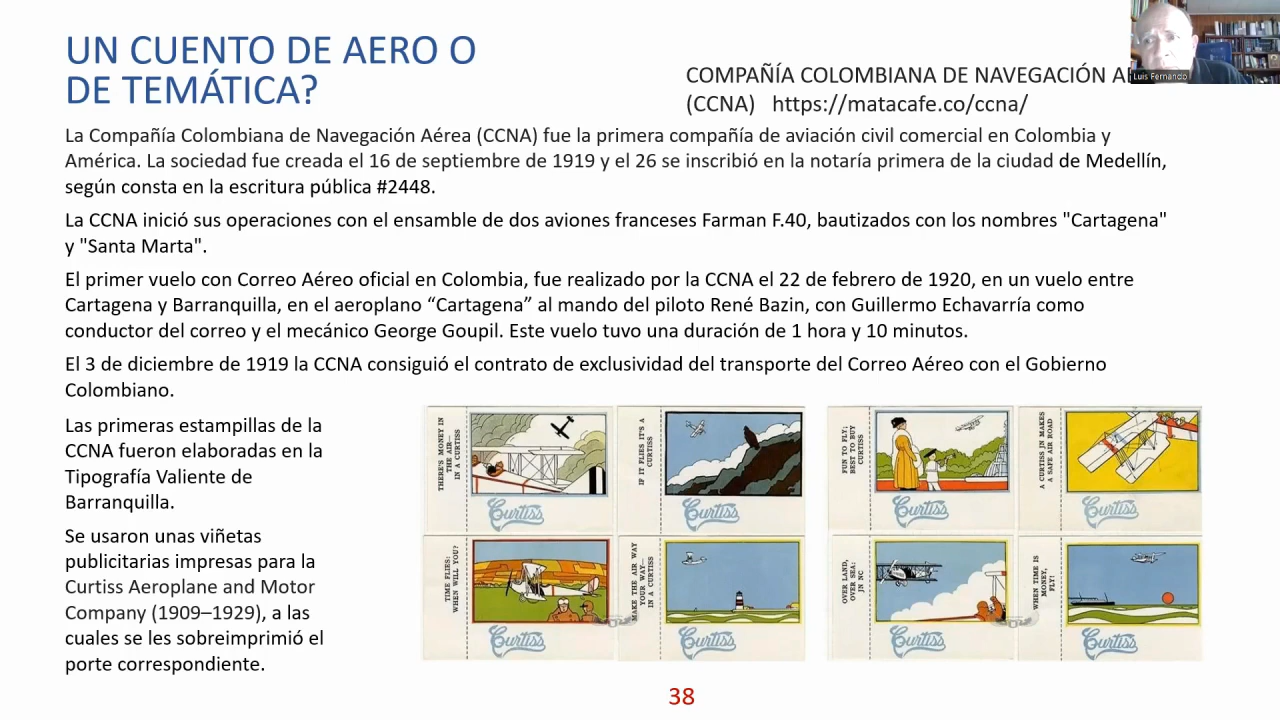 UN CUENTO DE AERO O
DE TEMÁTICA?
COMPAÑÍA COLOMBIANA DE NAVEGACIÓN
(CCNA) https://matacafe.co/ccna/
Luis Fernando
La Compañía Colombiana de Navegación Aérea (CCNA) fue la primera compañía de aviación civil comercial en Colombia y
América. La sociedad fue creada el 16 de septiembre de 1919 y el 26 se inscribió en la notaría primera de la ciudad de Medellín,
según consta en la escritura pública #2448.
La CCNA inició sus operaciones con el ensamble de dos aviones franceses Farman F.40, bautizados con los nombres "Cartagena"
y "Santa Marta".
El primer vuelo con Correo Aéreo oficial en Colombia, fue realizado por la CCNA el 22 de febrero de 1920, en un vuelo entre
Cartagena y Barranquilla, en el aeroplano “Cartagena” al mando del piloto René Bazin, con Guillermo Echavarría como
conductor del correo y el mecánico George Goupil. Este vuelo tuvo una duración de 1 hora y 10 minutos.
El 3 de diciembre de 1919 la CCNA consiguió el contrato de exclusividad del transporte del Correo Aéreo con el Gobierno
Colombiano.
Las primeras estampillas de la
CCNA fueron elaboradas en la
Tipografía Valiente de
Barranquilla.
Se usaron unas viñetas
publicitarias impresas para la
Curtiss Aeroplane and Motor
Company (1909–1929), a las
cuales se les sobreimprimió el
porte correspondiente.
THERE'S MONEY IN
THE AIR—
IN A CURTISS
Curtiss
IF IT FLIES IT'S A
CURTISS
Curtiss
FUN TO FLY;
BEST TO BUY
CURTISS
Curtiss
A CURTISS JN MAKES
A SAFE AIR ROAD
Curtiss
TIME FLIES:
WHEN WILL YOU?
Curtiss
MAKE THE AIR WAY
YOUR WAY—
IN A CURTISS
Curtiss
OVER LAND,
OVER SEA:
JN NC
Curtiss
WHEN TIME IS
MONEY,
FLY!
Curtiss
38